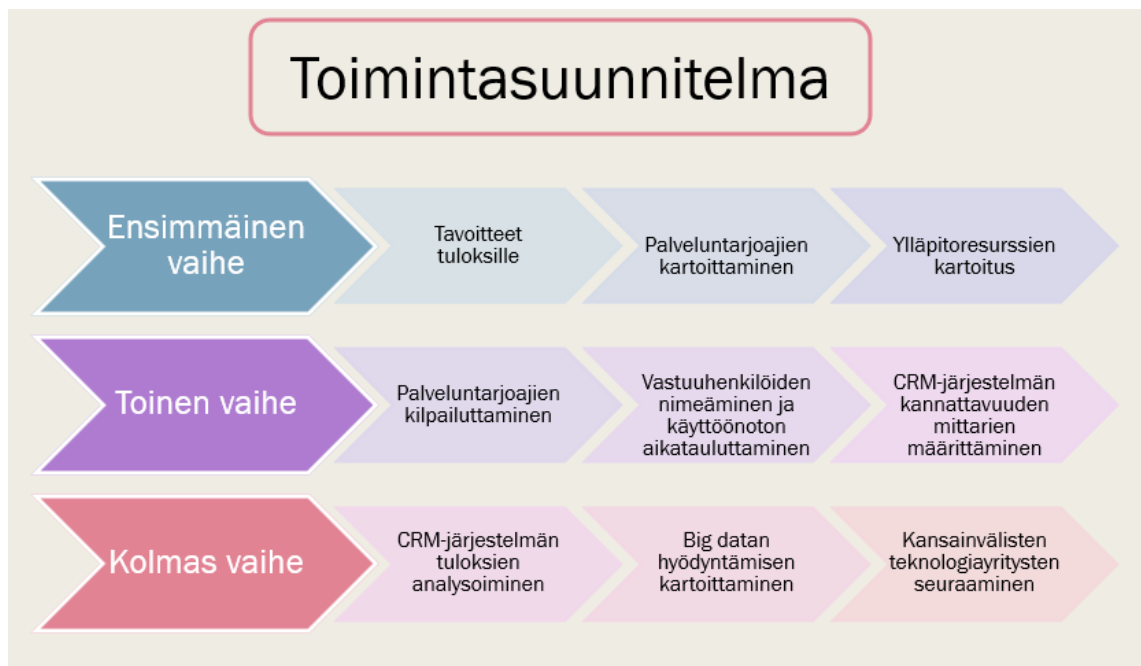 Toimintasuunnitelma
Ensimmäinen
vaihe
Tavoitteet
tuloksille
Palveluntarjoajien
kartoittaminen
Ylläpitoresurssien
kartoitus
Toinen vaihe
Palveluntarjoajien
kilpailuttaminen
Vastuuhenkilöiden
nimeäminen ja
käyttöönoton
aikatauluttaminen
CRM-järjestelmän
kannattavuuden
mittarien
määrittäminen
Kolmas vaihe
CRM-järjestelmän
tuloksien
analysoiminen
Big datan
hyödyntämisen
kartoittaminen
Kansainvälisten
teknologiayritysten
seuraaminen